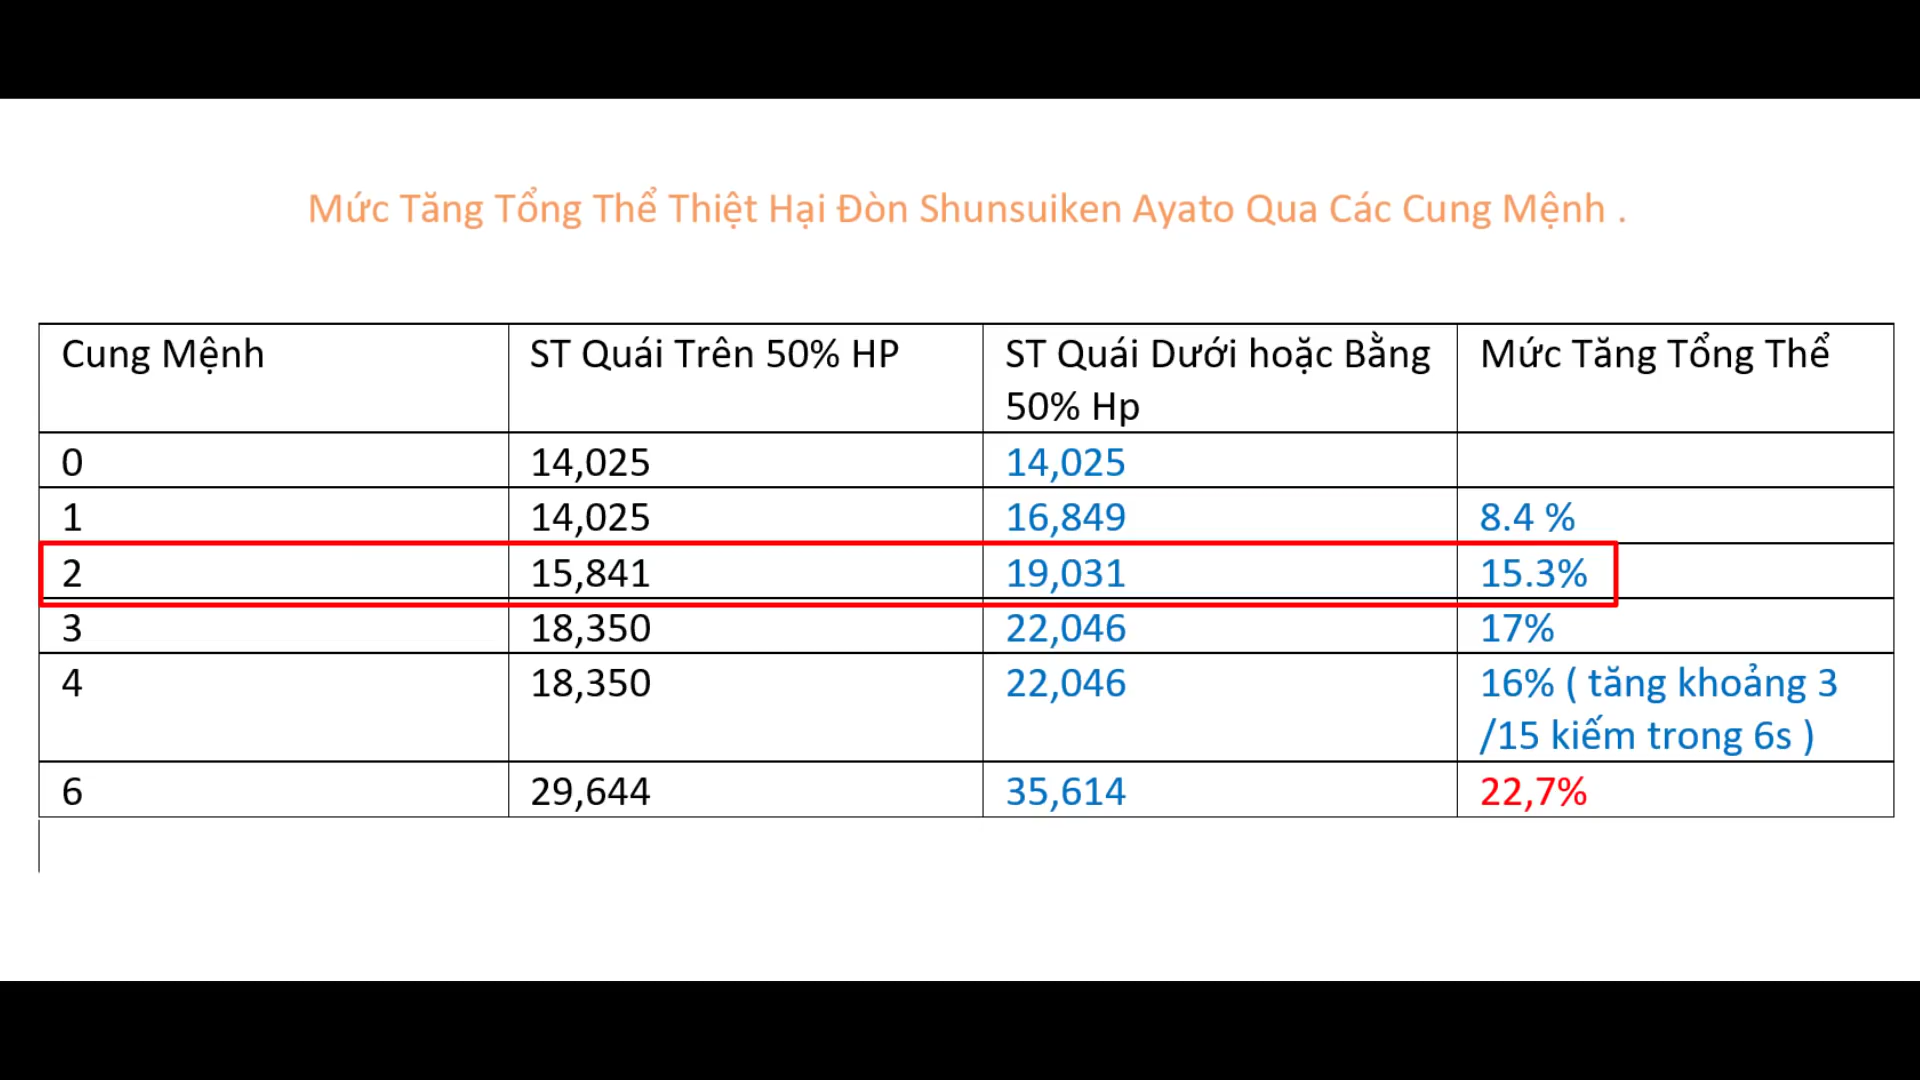 Mức Tăng Tổng Thể Thiệt Hại Đòn Shunsuiken Ayato Qua Các Cung Mệnh .
Cung Mệnh ST Quái Trên 50% HP ST Quái Dưới hoặc Bằng 50% Hp Mức Tăng Tổng Thể
0 14,025 14,025
1 14,025 16,849 8.4 %
2 15,841 19,031 15.3%
3 18,350 22,046 17%
4 18,350 22,046 16% ( tăng khoảng 3
/15 kiếm trong 6s )
6 29,644 35,614 22,7%